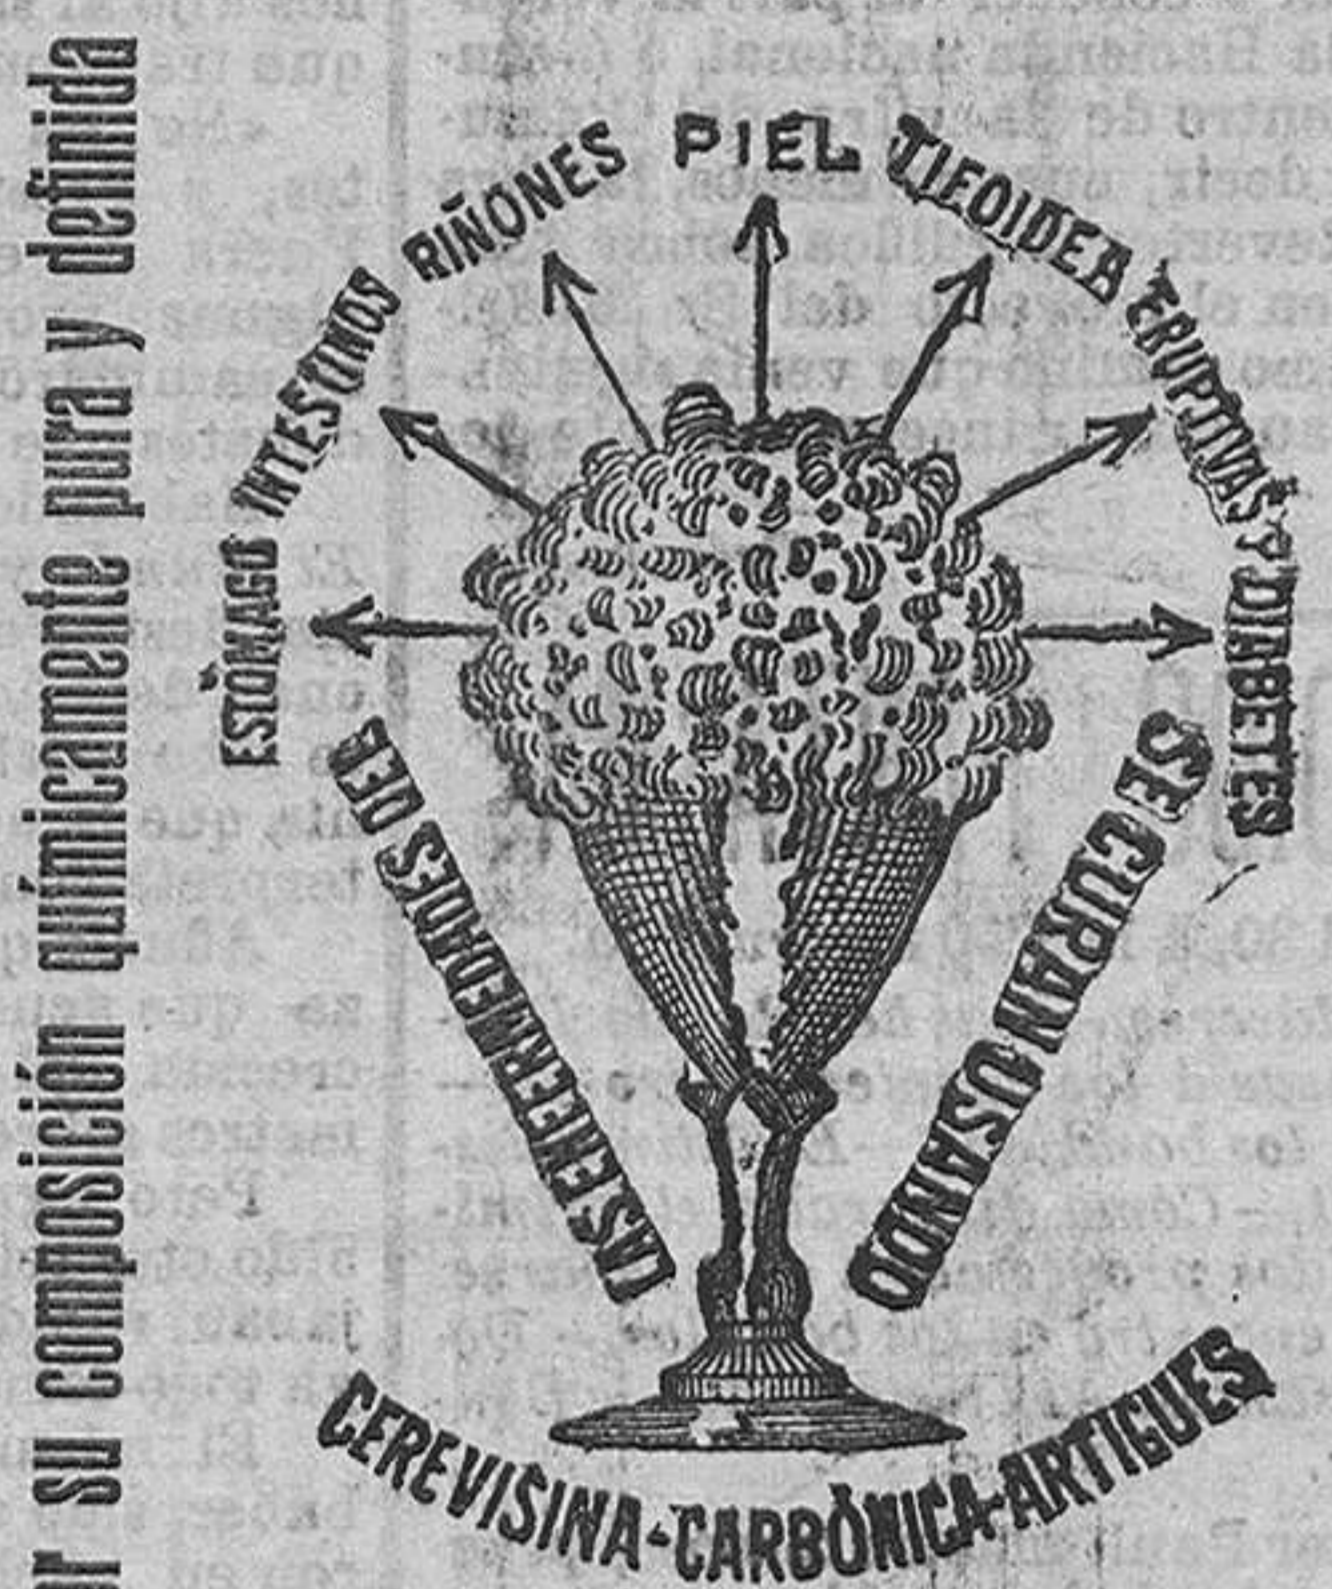 su composición químicamente pura y definida
LAS ENFERMEDADES DEL
ESTÓMAGO INTESTINOS RIÑONES PIEL TIFOIDEA ERUPTIVAS Y DIABETES
SE CURAN USANDO
CEREVISINA-CARBÓNICA-ARTIGUES